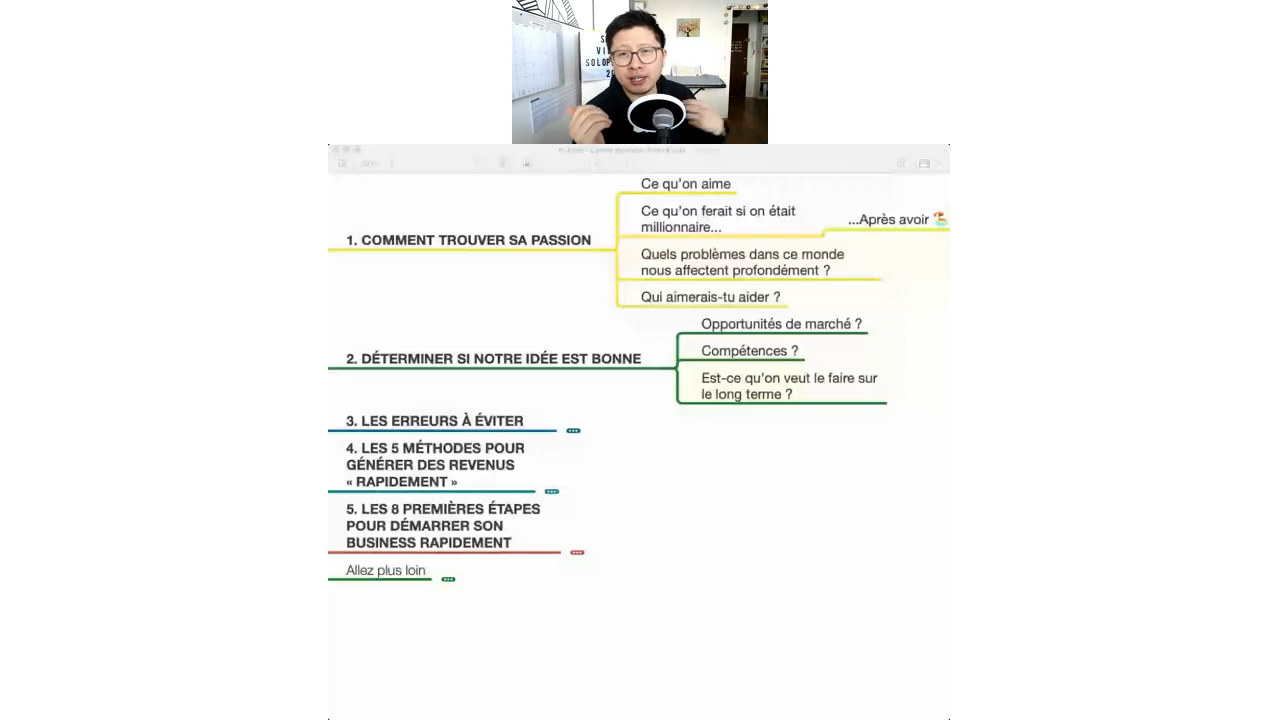 Ce qu'on aime
Ce qu'on ferait si on était
millionnaire...
...Après avoir
1. COMMENT TROUVER SA PASSION
Quels problèmes dans ce monde
nous affectent profondément ?
Qui aimerais-tu aider ?
Opportunités de marché ?
2. DÉTERMINER SI NOTRE IDÉE EST BONNE
Compétences ?
Est-ce qu'on veut le faire sur
le long terme ?
3. LES ERREURS À ÉVITER
4. LES 5 MÉTHODES POUR
GÉNÉRER DES REVENUS
« RAPIDEMENT »
5. LES 8 PREMIÈRES ÉTAPES
POUR DÉMARRER SON
BUSINESS RAPIDEMENT
Allez plus loin